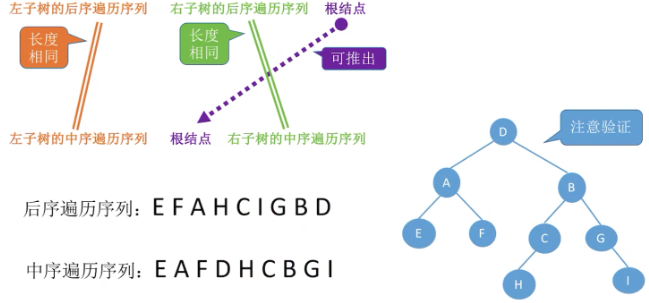 左子树的后序遍历序列 右子树的后序遍历序列 根结点
长度
相同
长度
相同
可推出
左子树的中序遍历序列 根结点 右子树的中序遍历序列
注意验证
D
A B
E F C G
H I
后序遍历序列：E F A H C I G B D
中序遍历序列：E A F D H C B G I